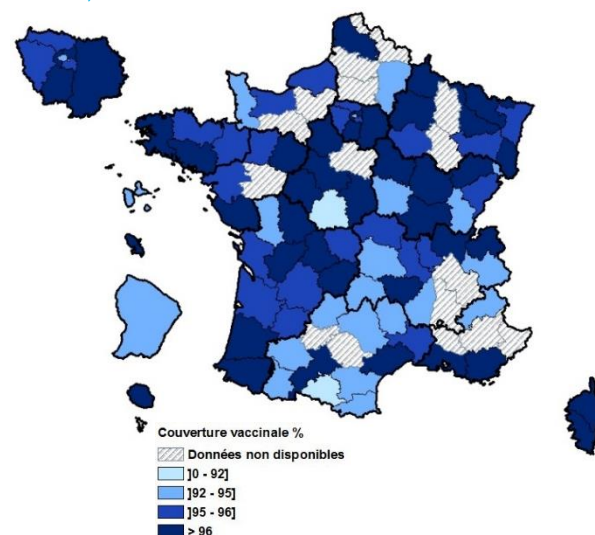 Couverture vaccinale %
Données non disponibles
]0 - 92]
]92 - 95]
]95 - 96]
> 96